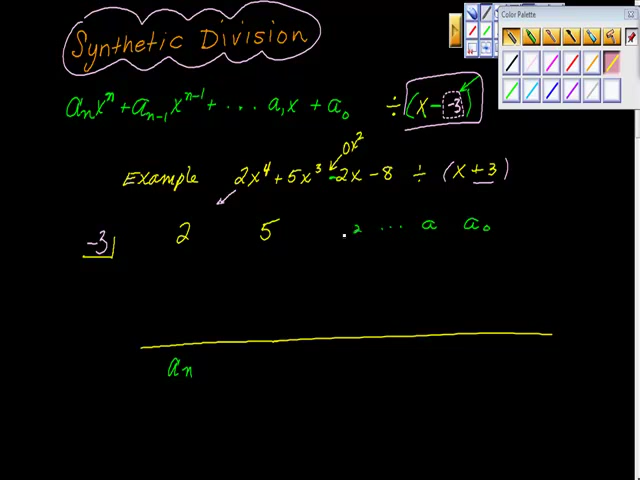 Color Palette
Synthetic Division
aₙxⁿ + aₙ₋₁xⁿ⁻¹ + ... a₁x + a₀ ÷ (x - -3)
0x²
Example 2x⁴ + 5x³ - 2x - 8 ÷ (x + 3)
-3 2 5 2 ... a a₀
aₙ